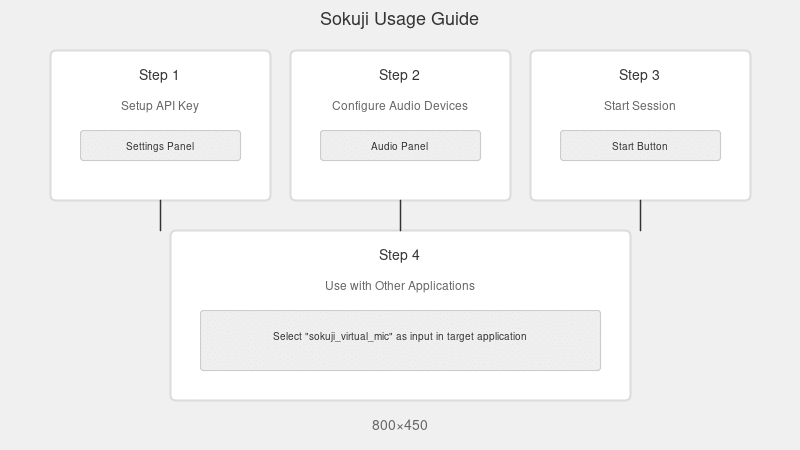 Sokuji Usage Guide
Step 1
Setup API Key
Settings Panel
Step 2
Configure Audio Devices
Audio Panel
Step 3
Start Session
Start Button
Step 4
Use with Other Applications
Select "sokuji_virtual_mic" as input in target application
800×450